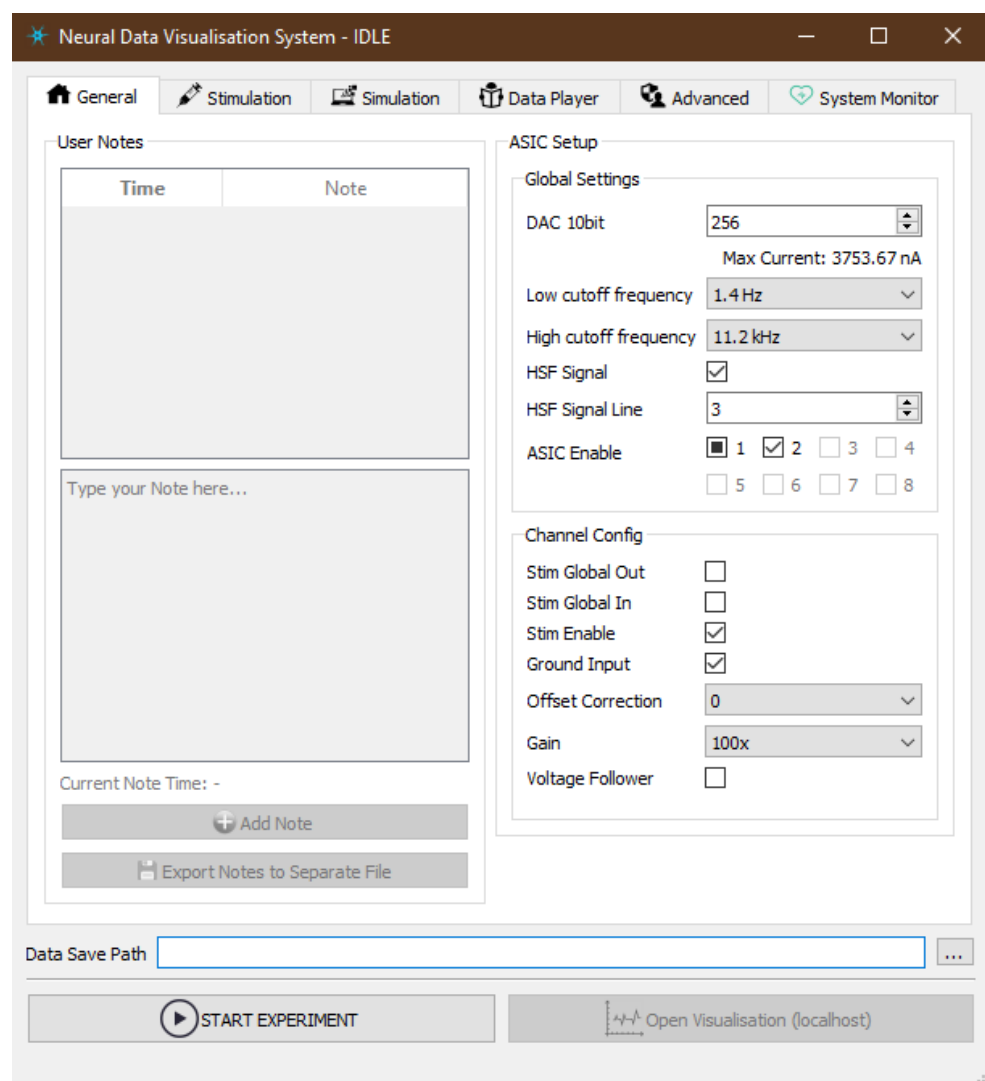 Neural Data Visualisation System - IDLE
General
Stimulation
Simulation
Data Player
Advanced
System Monitor
User Notes
Time
Note
Type your Note here...
Current Note Time: -
Add Note
Export Notes to Separate File
ASIC Setup
Global Settings
DAC 10bit
256
Max Current: 3753.67 nA
Low cutoff frequency
1.4 Hz
High cutoff frequency
11.2 kHz
HSF Signal
HSF Signal Line
3
ASIC Enable
1 2 3 4
5 6 7 8
Channel Config
Stim Global Out
Stim Global In
Stim Enable
Ground Input
Offset Correction
0
Gain
100x
Voltage Follower
Data Save Path
...
START EXPERIMENT
Open Visualisation (localhost)